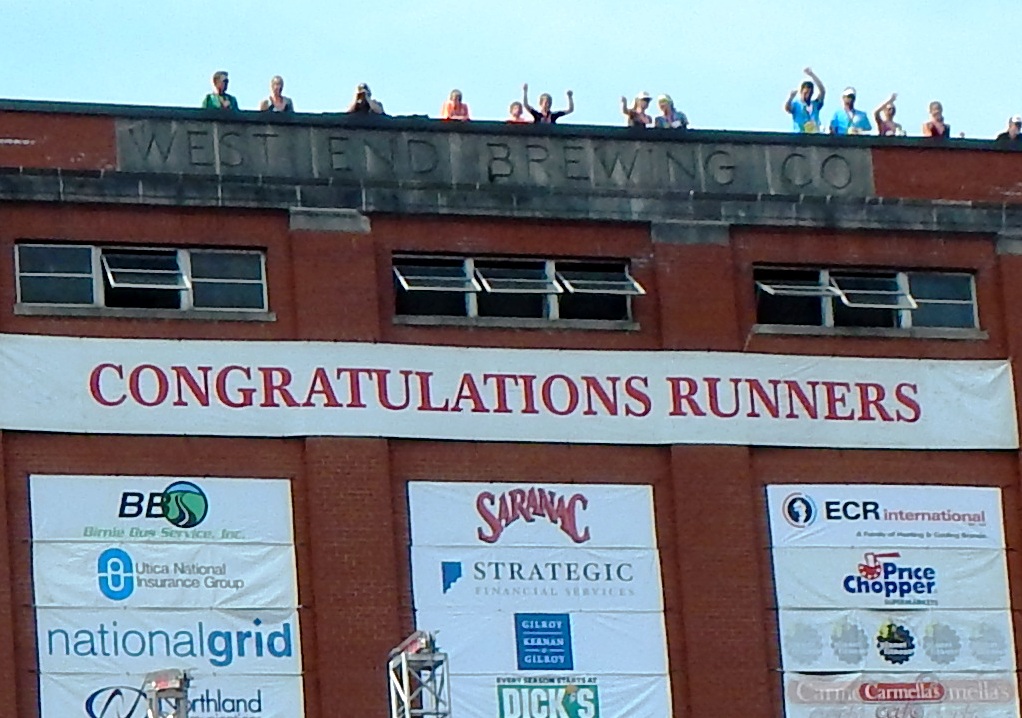 WEST END BREWING CO
CONGRATULATIONS RUNNERS
BBS
Birnie Bus Service, Inc.
Utica National
Insurance Group
nationalgrid
SARANAC
STRATEGIC
FINANCIAL SERVICES
GILROY
KERNAN
&
GILROY
EVERY SEASON STARTS AT
DICK'S
ECR international
A Family of Heating & Cooling Brands
Price
Chopper
SUPERMARKETS
Carmella's
café